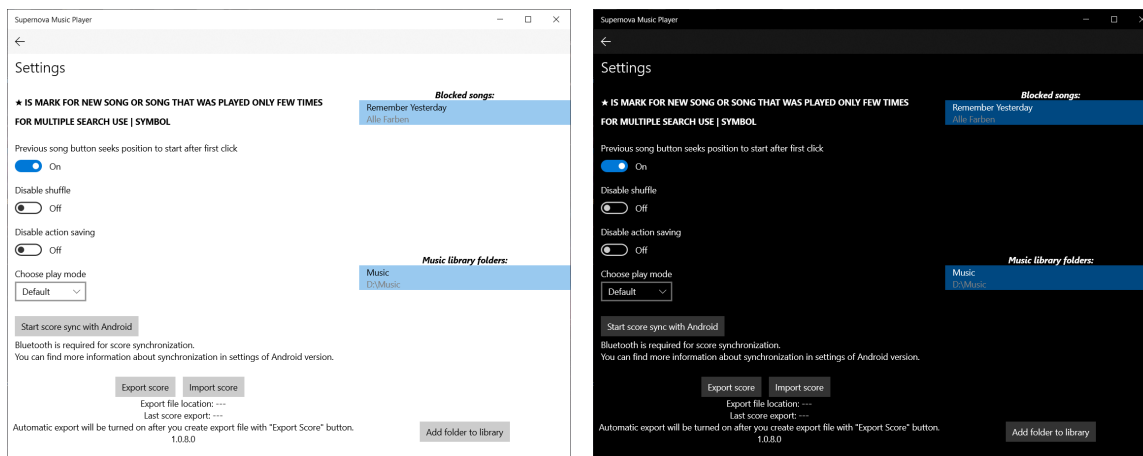 Supernova Music Player
Settings
★ IS MARK FOR NEW SONG OR SONG THAT WAS PLAYED ONLY FEW TIMES
FOR MULTIPLE SEARCH USE | SYMBOL
Blocked songs:
Remember Yesterday
Alle Farben
Previous song button seeks position to start after first click
On
Disable shuffle
Off
Disable action saving
Off
Music library folders:
Music
D:\Music
Choose play mode
Default
Start score sync with Android
Bluetooth is required for score synchronization.
You can find more information about synchronization in settings of Android version.
Export score Import score
Export file location: ---
Last score export: ---
Automatic export will be turned on after you create export file with "Export Score" button.
1.0.8.0
Add folder to library
Supernova Music Player
Settings
★ IS MARK FOR NEW SONG OR SONG THAT WAS PLAYED ONLY FEW TIMES
FOR MULTIPLE SEARCH USE | SYMBOL
Blocked songs:
Remember Yesterday
Alle Farben
Previous song button seeks position to start after first click
On
Disable shuffle
Off
Disable action saving
Off
Music library folders:
Music
D:\Music
Choose play mode
Default
Start score sync with Android
Bluetooth is required for score synchronization.
You can find more information about synchronization in settings of Android version.
Export score Import score
Export file location: ---
Last score export: ---
Automatic export will be turned on after you create export file with "Export Score" button.
1.0.8.0
Add folder to library